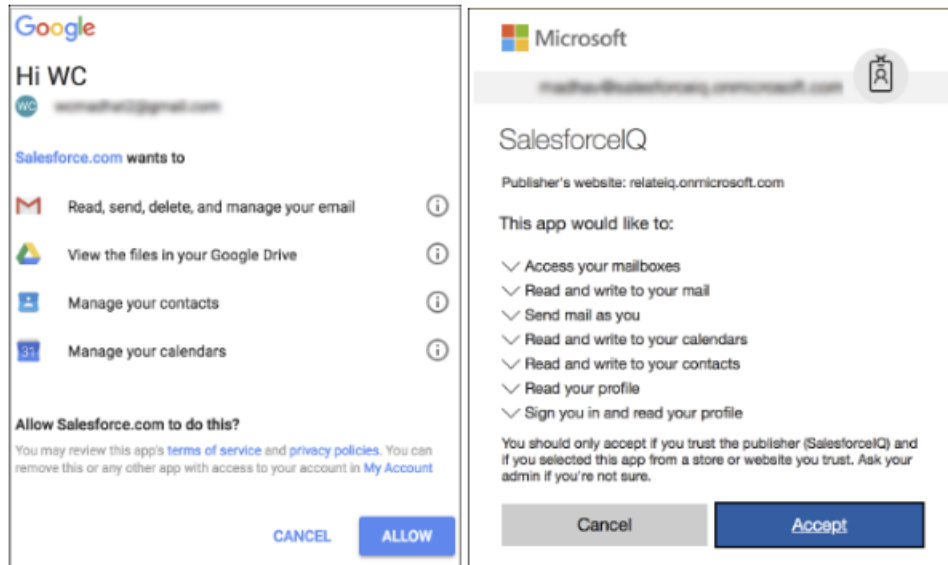 Google
Hi WC
WC
Salesforce.com wants to
Read, send, delete, and manage your email
View the files in your Google Drive
Manage your contacts
31
Manage your calendars
Allow Salesforce.com to do this?
You may review this app's terms of service and privacy policies. You can
remove this or any other app with access to your account in My Account
CANCEL
ALLOW
Microsoft
SalesforceIQ
Publisher's website: relateiq.onmicrosoft.com
This app would like to:
Access your mailboxes
Read and write to your mail
Send mail as you
Read and write to your calendars
Read and write to your contacts
Read your profile
Sign you in and read your profile
You should only accept if you trust the publisher (SalesforceIQ) and
if you selected this app from a store or website you trust. Ask your
admin if you're not sure.
Cancel
Accept